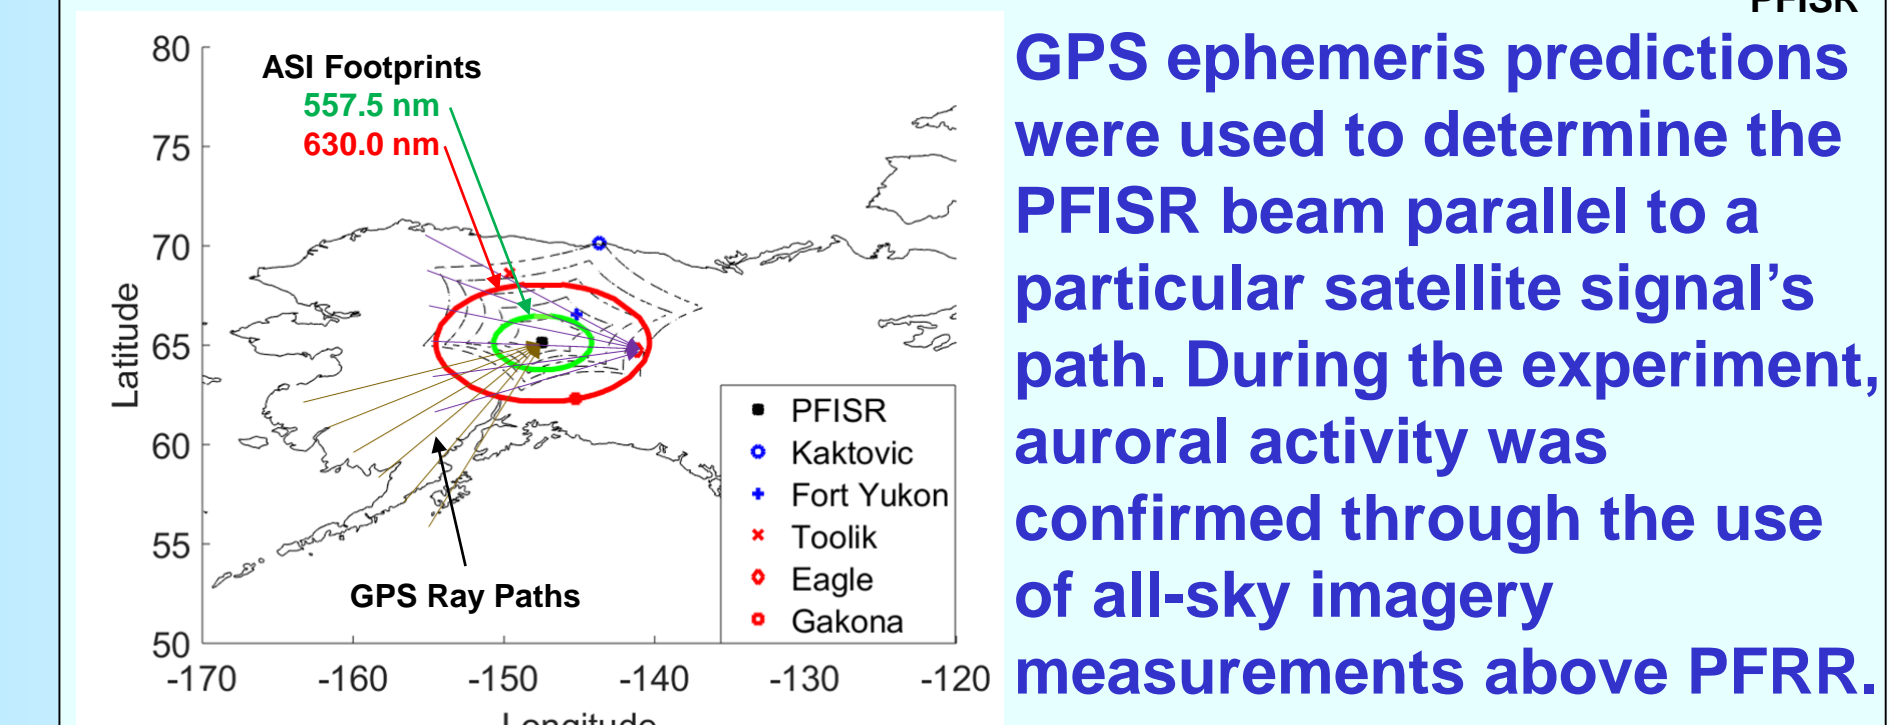 PFISR
GPS ephemeris predictions
were used to determine the
PFISR beam parallel to a
particular satellite signal’s
path. During the experiment,
auroral activity was
confirmed through the use
of all-sky imagery
measurements above PFRR.
ASI Footprints
557.5 nm
630.0 nm
GPS Ray Paths
Latitude
80
75
70
65
60
55
50
-170 -160 -150 -140 -130 -120
Longitude
PFISR
Kaktovic
Fort Yukon
Toolik
Eagle
Gakona